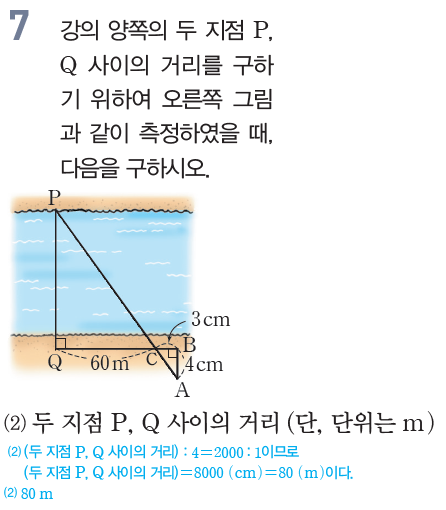 7
강의 양쪽의 두 지점 P,
Q 사이의 거리를 구하
기 위하여 오른쪽 그림
과 같이 측정하였을 때,
다음을 구하시오.
P
3cm
B
Q
60m
C
4cm
A
(2) 두 지점 P, Q 사이의 거리 (단, 단위는 m)
(2) (두 지점 P, Q 사이의 거리) : 4=2000 : 1이므로
(두 지점 P, Q 사이의 거리)=8000 (cm)=80 (m)이다.
(2) 80 m